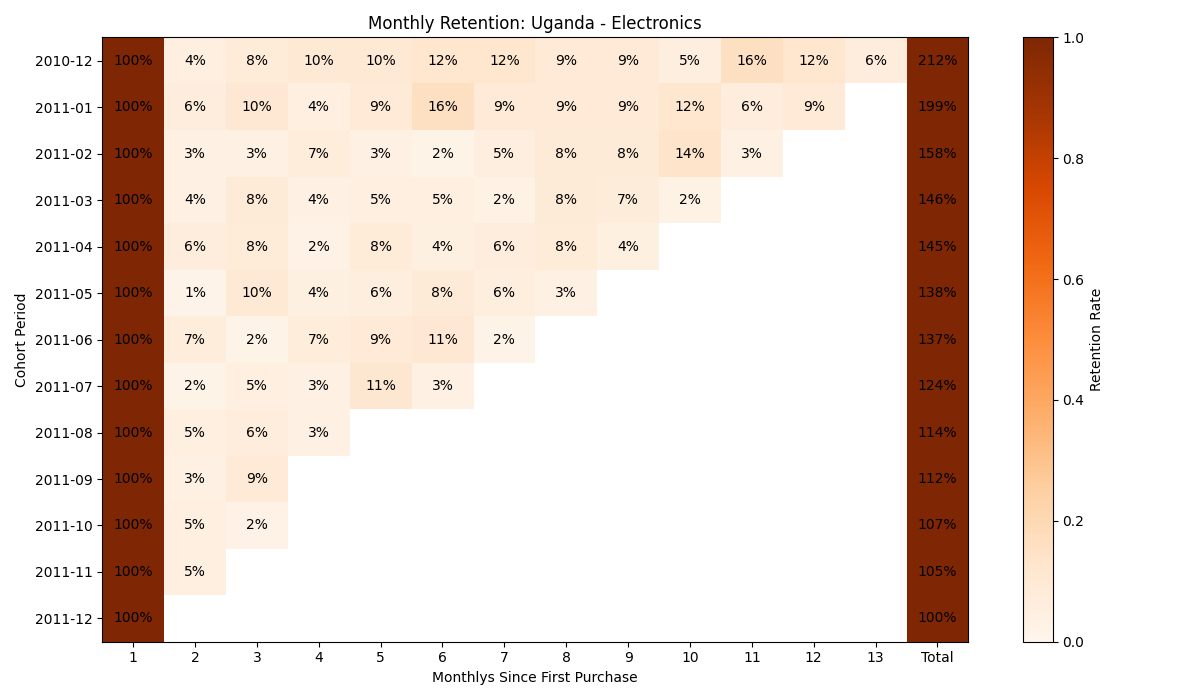 Monthly Retention: Uganda - Electronics
2010-12 100% 4% 8% 10% 10% 12% 12% 9% 9% 5% 16% 12% 6% 212%
2011-01 100% 6% 10% 4% 9% 16% 9% 9% 9% 12% 6% 9% 199%
2011-02 100% 3% 3% 7% 3% 2% 5% 8% 8% 14% 3% 158%
2011-03 100% 4% 8% 4% 5% 5% 2% 8% 7% 2% 146%
2011-04 100% 6% 8% 2% 8% 4% 6% 8% 4% 145%
2011-05 100% 1% 10% 4% 6% 8% 6% 3% 138%
2011-06 100% 7% 2% 7% 9% 11% 2% 137%
2011-07 100% 2% 5% 3% 11% 3% 124%
2011-08 100% 5% 6% 3% 114%
2011-09 100% 3% 9% 112%
2011-10 100% 5% 2% 107%
2011-11 100% 5% 105%
2011-12 100% 100%
1 2 3 4 5 6 7 8 9 10 11 12 13 Total
Monthlys Since First Purchase
Cohort Period
1.0
0.8
0.6
0.4
0.2
0.0
Retention Rate